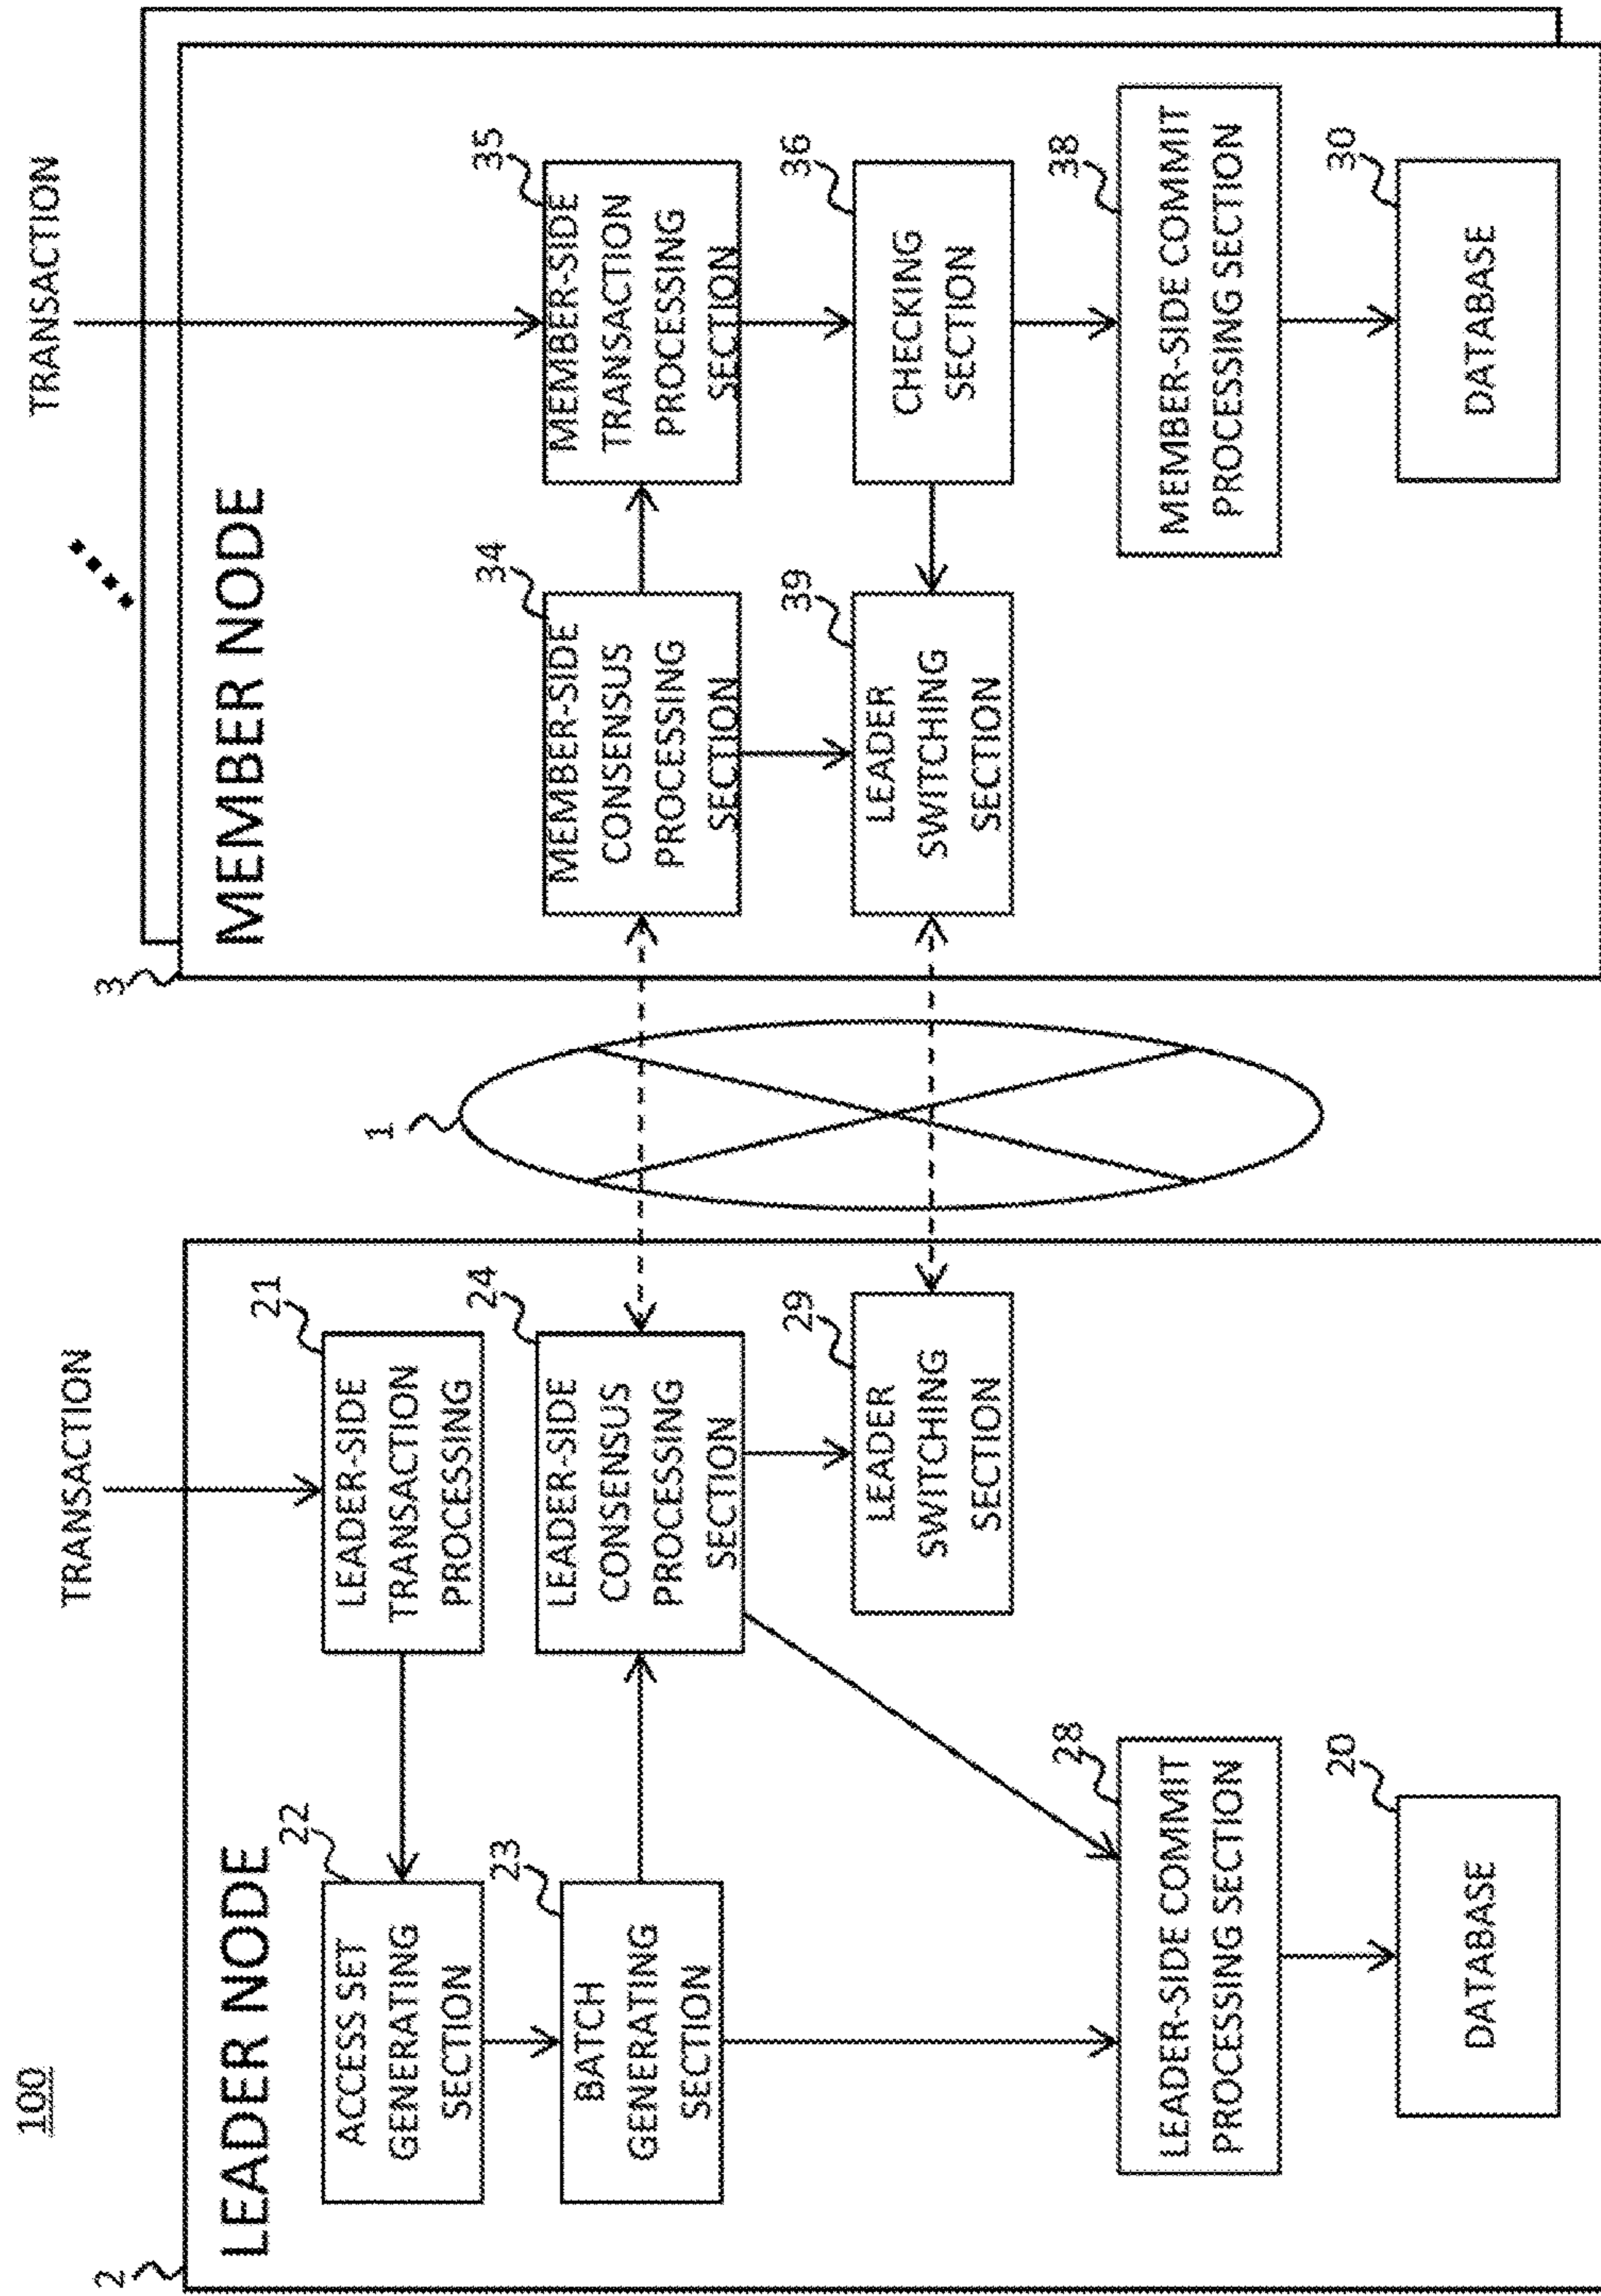 100
TRANSACTION
TRANSACTION
2
LEADER NODE
22
ACCESS SET
GENERATING
SECTION
21
LEADER-SIDE
TRANSACTION
PROCESSING
23
BATCH
GENERATING
SECTION
24
LEADER-SIDE
CONSENSUS
PROCESSING
SECTION
29
LEADER
SWITCHING
SECTION
28
LEADER-SIDE COMMIT
PROCESSING SECTION
20
DATABASE
1
3
MEMBER NODE
34
MEMBER-SIDE
CONSENSUS
PROCESSING
SECTION
35
MEMBER-SIDE
TRANSACTION
PROCESSING
SECTION
39
LEADER
SWITCHING
SECTION
36
CHECKING
SECTION
38
MEMBER-SIDE COMMIT
PROCESSING SECTION
30
DATABASE